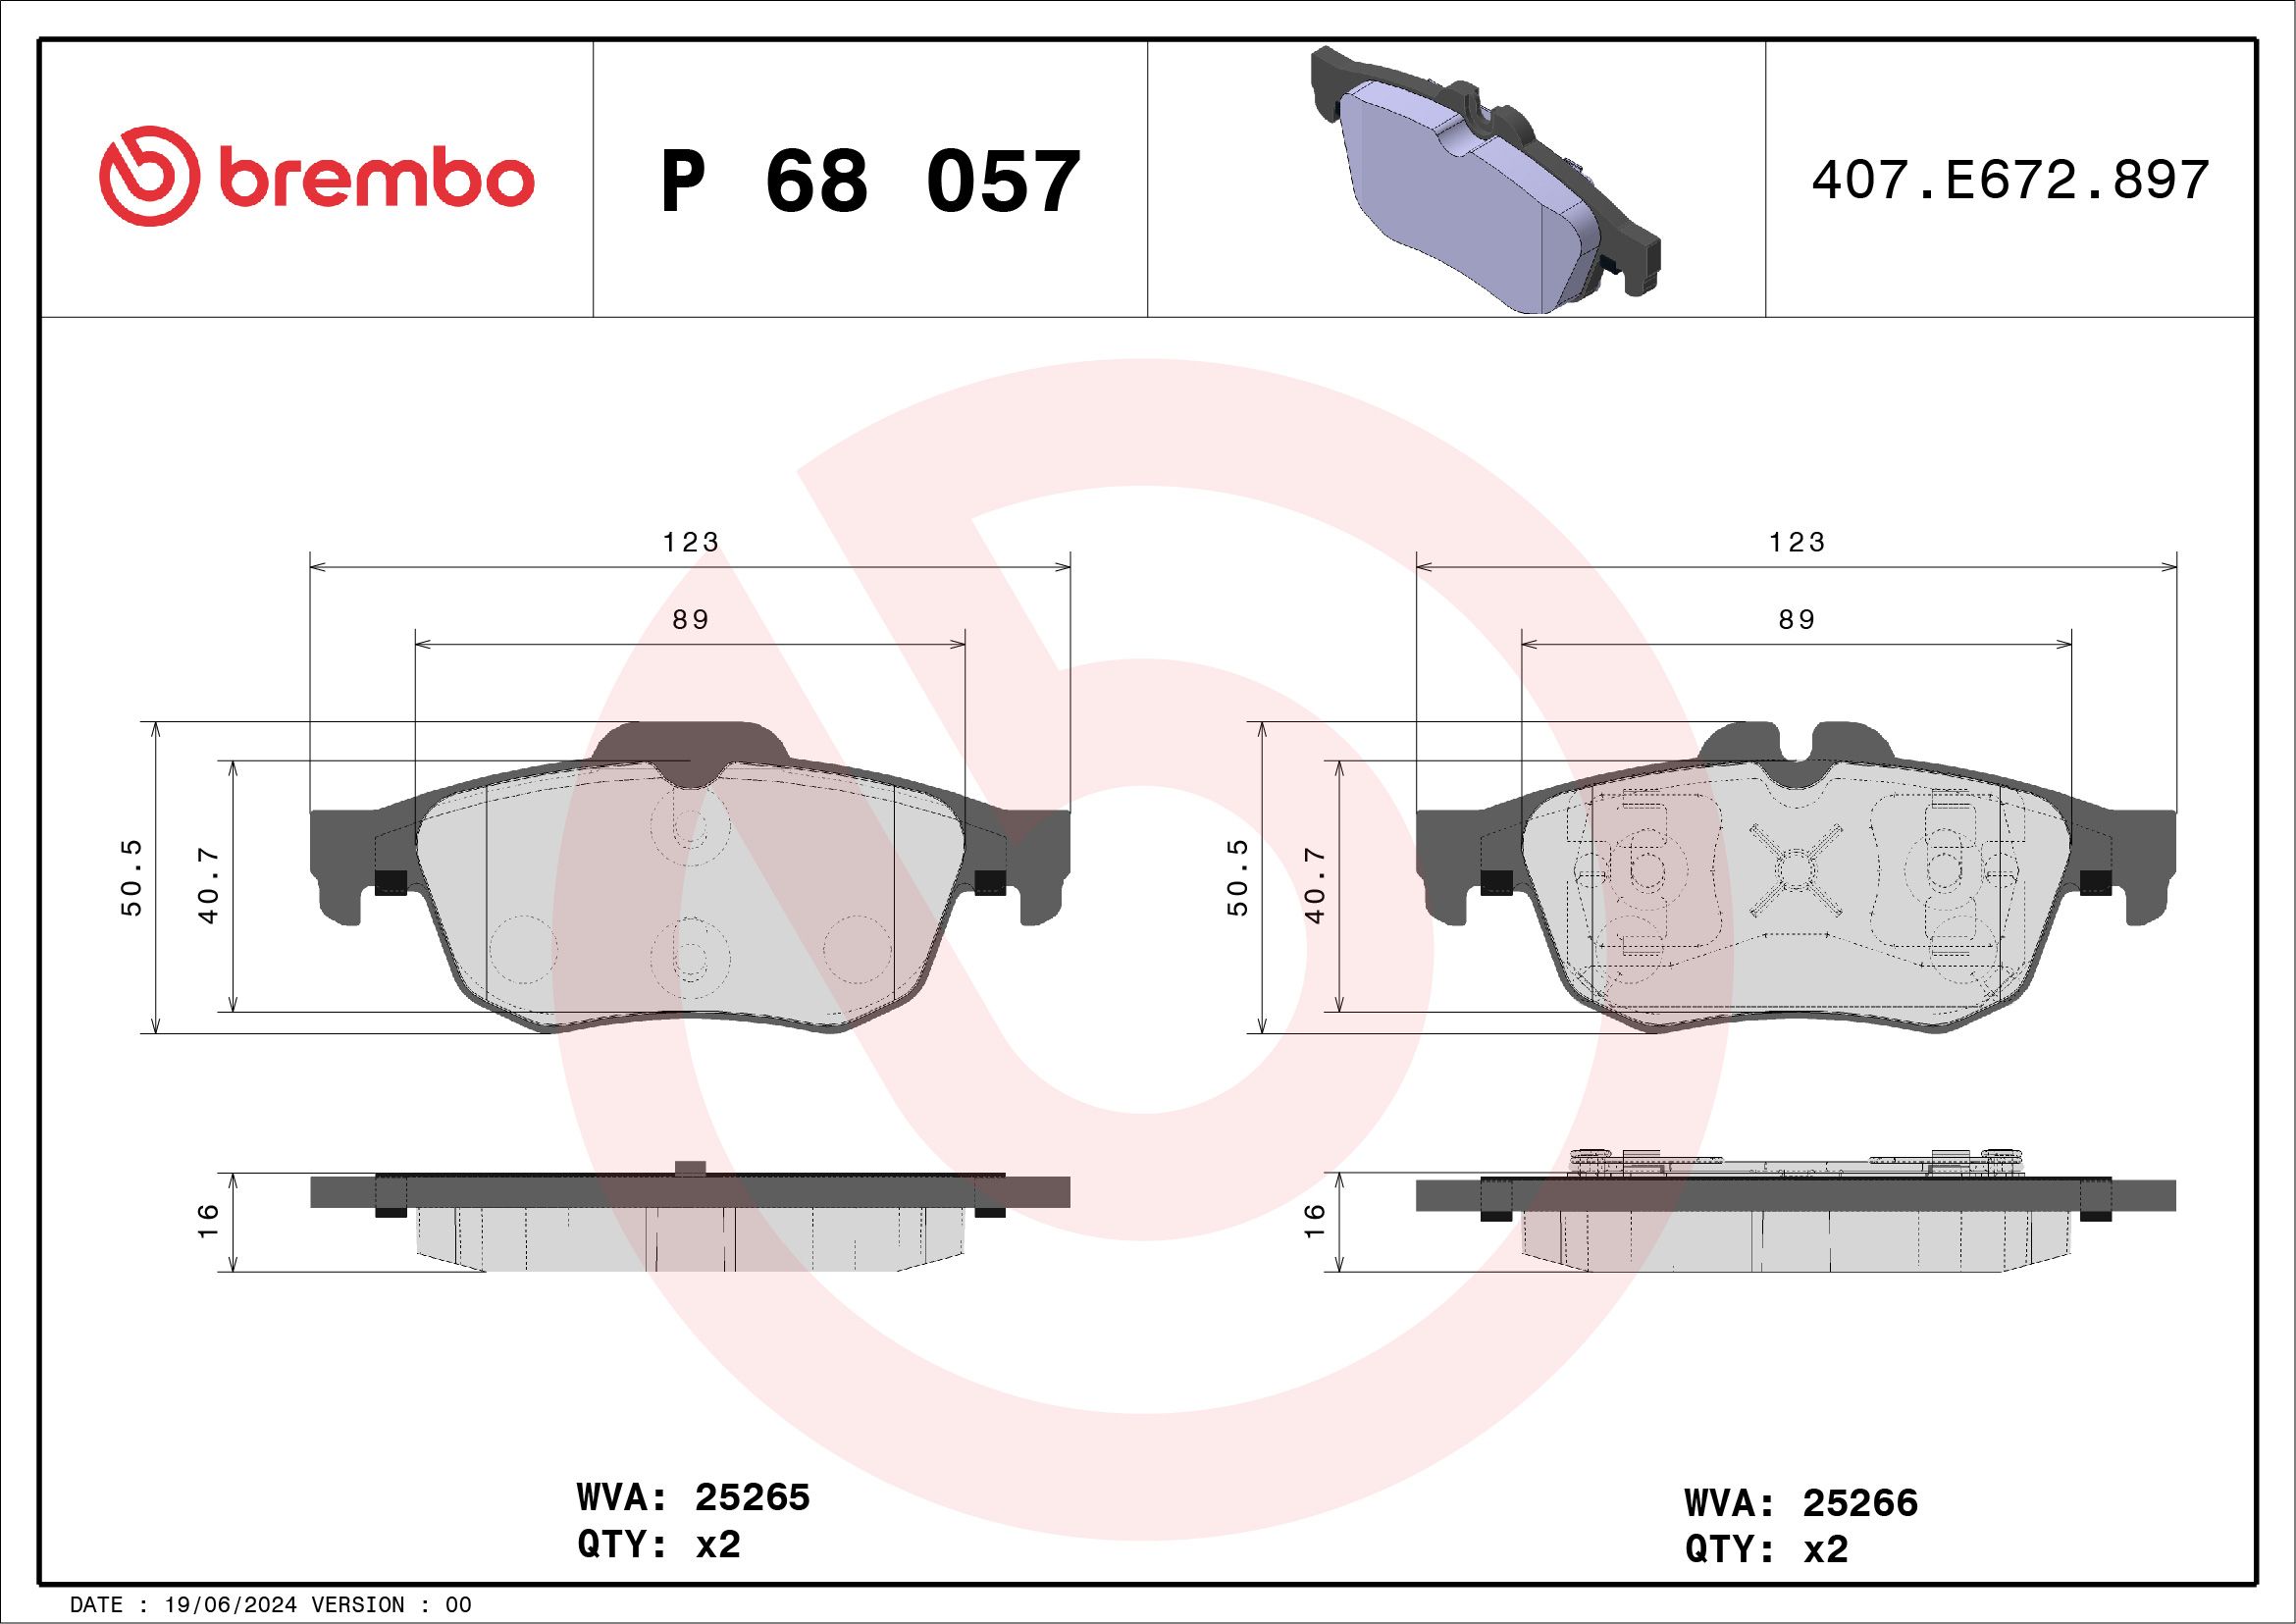 brembo
P 68 057
407.E672.897
123
89
50.5
40.7
16
WVA: 25265
QTY: x2
123
89
50.5
40.7
16
WVA: 25266
QTY: x2
DATE : 19/06/2024 VERSION : 00